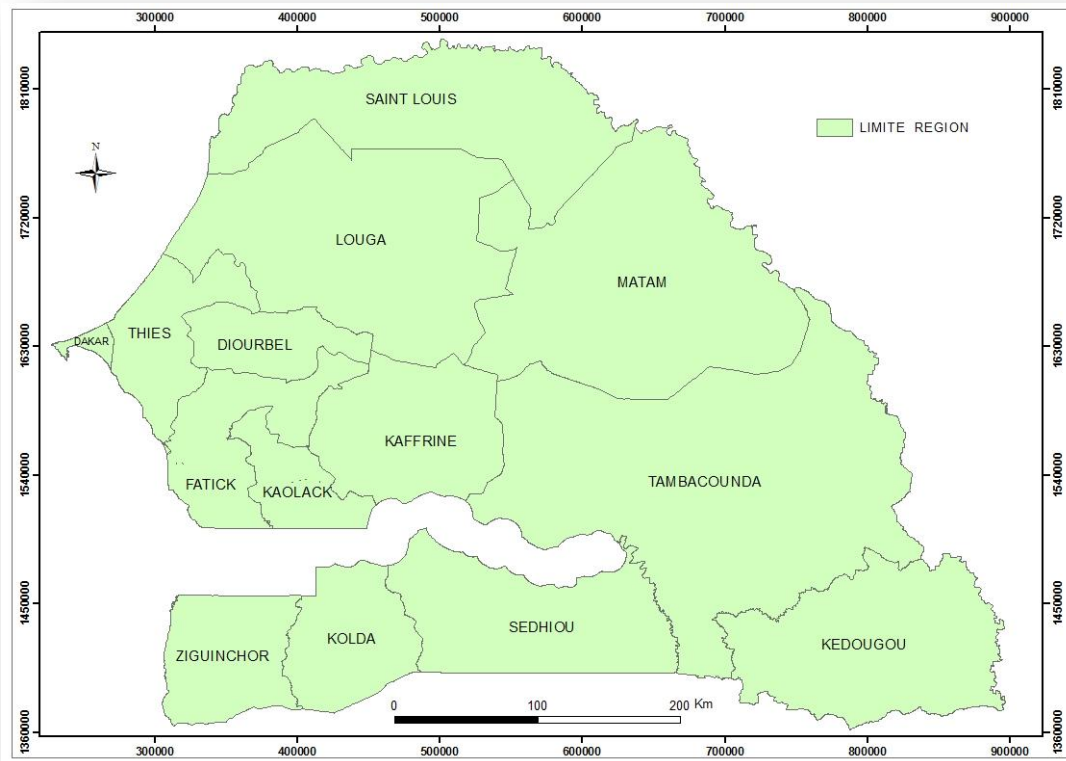 300000 400000 500000 600000 700000 800000 900000
1810000 1810000
SAINT LOUIS
LIMITE REGION
N
1720000 1720000
LOUGA
MATAM
THIES
DAKAR
DIOURBEL
1630000 1630000
KAFFRINE
TAMBACOUNDA
FATICK
KAOLACK
1540000 1540000
1450000 1450000
SEDHIOU
KOLDA
KEDOUGOU
ZIGUINCHOR
0 100 200 Km
1360000 1360000
300000 400000 500000 600000 700000 800000 900000